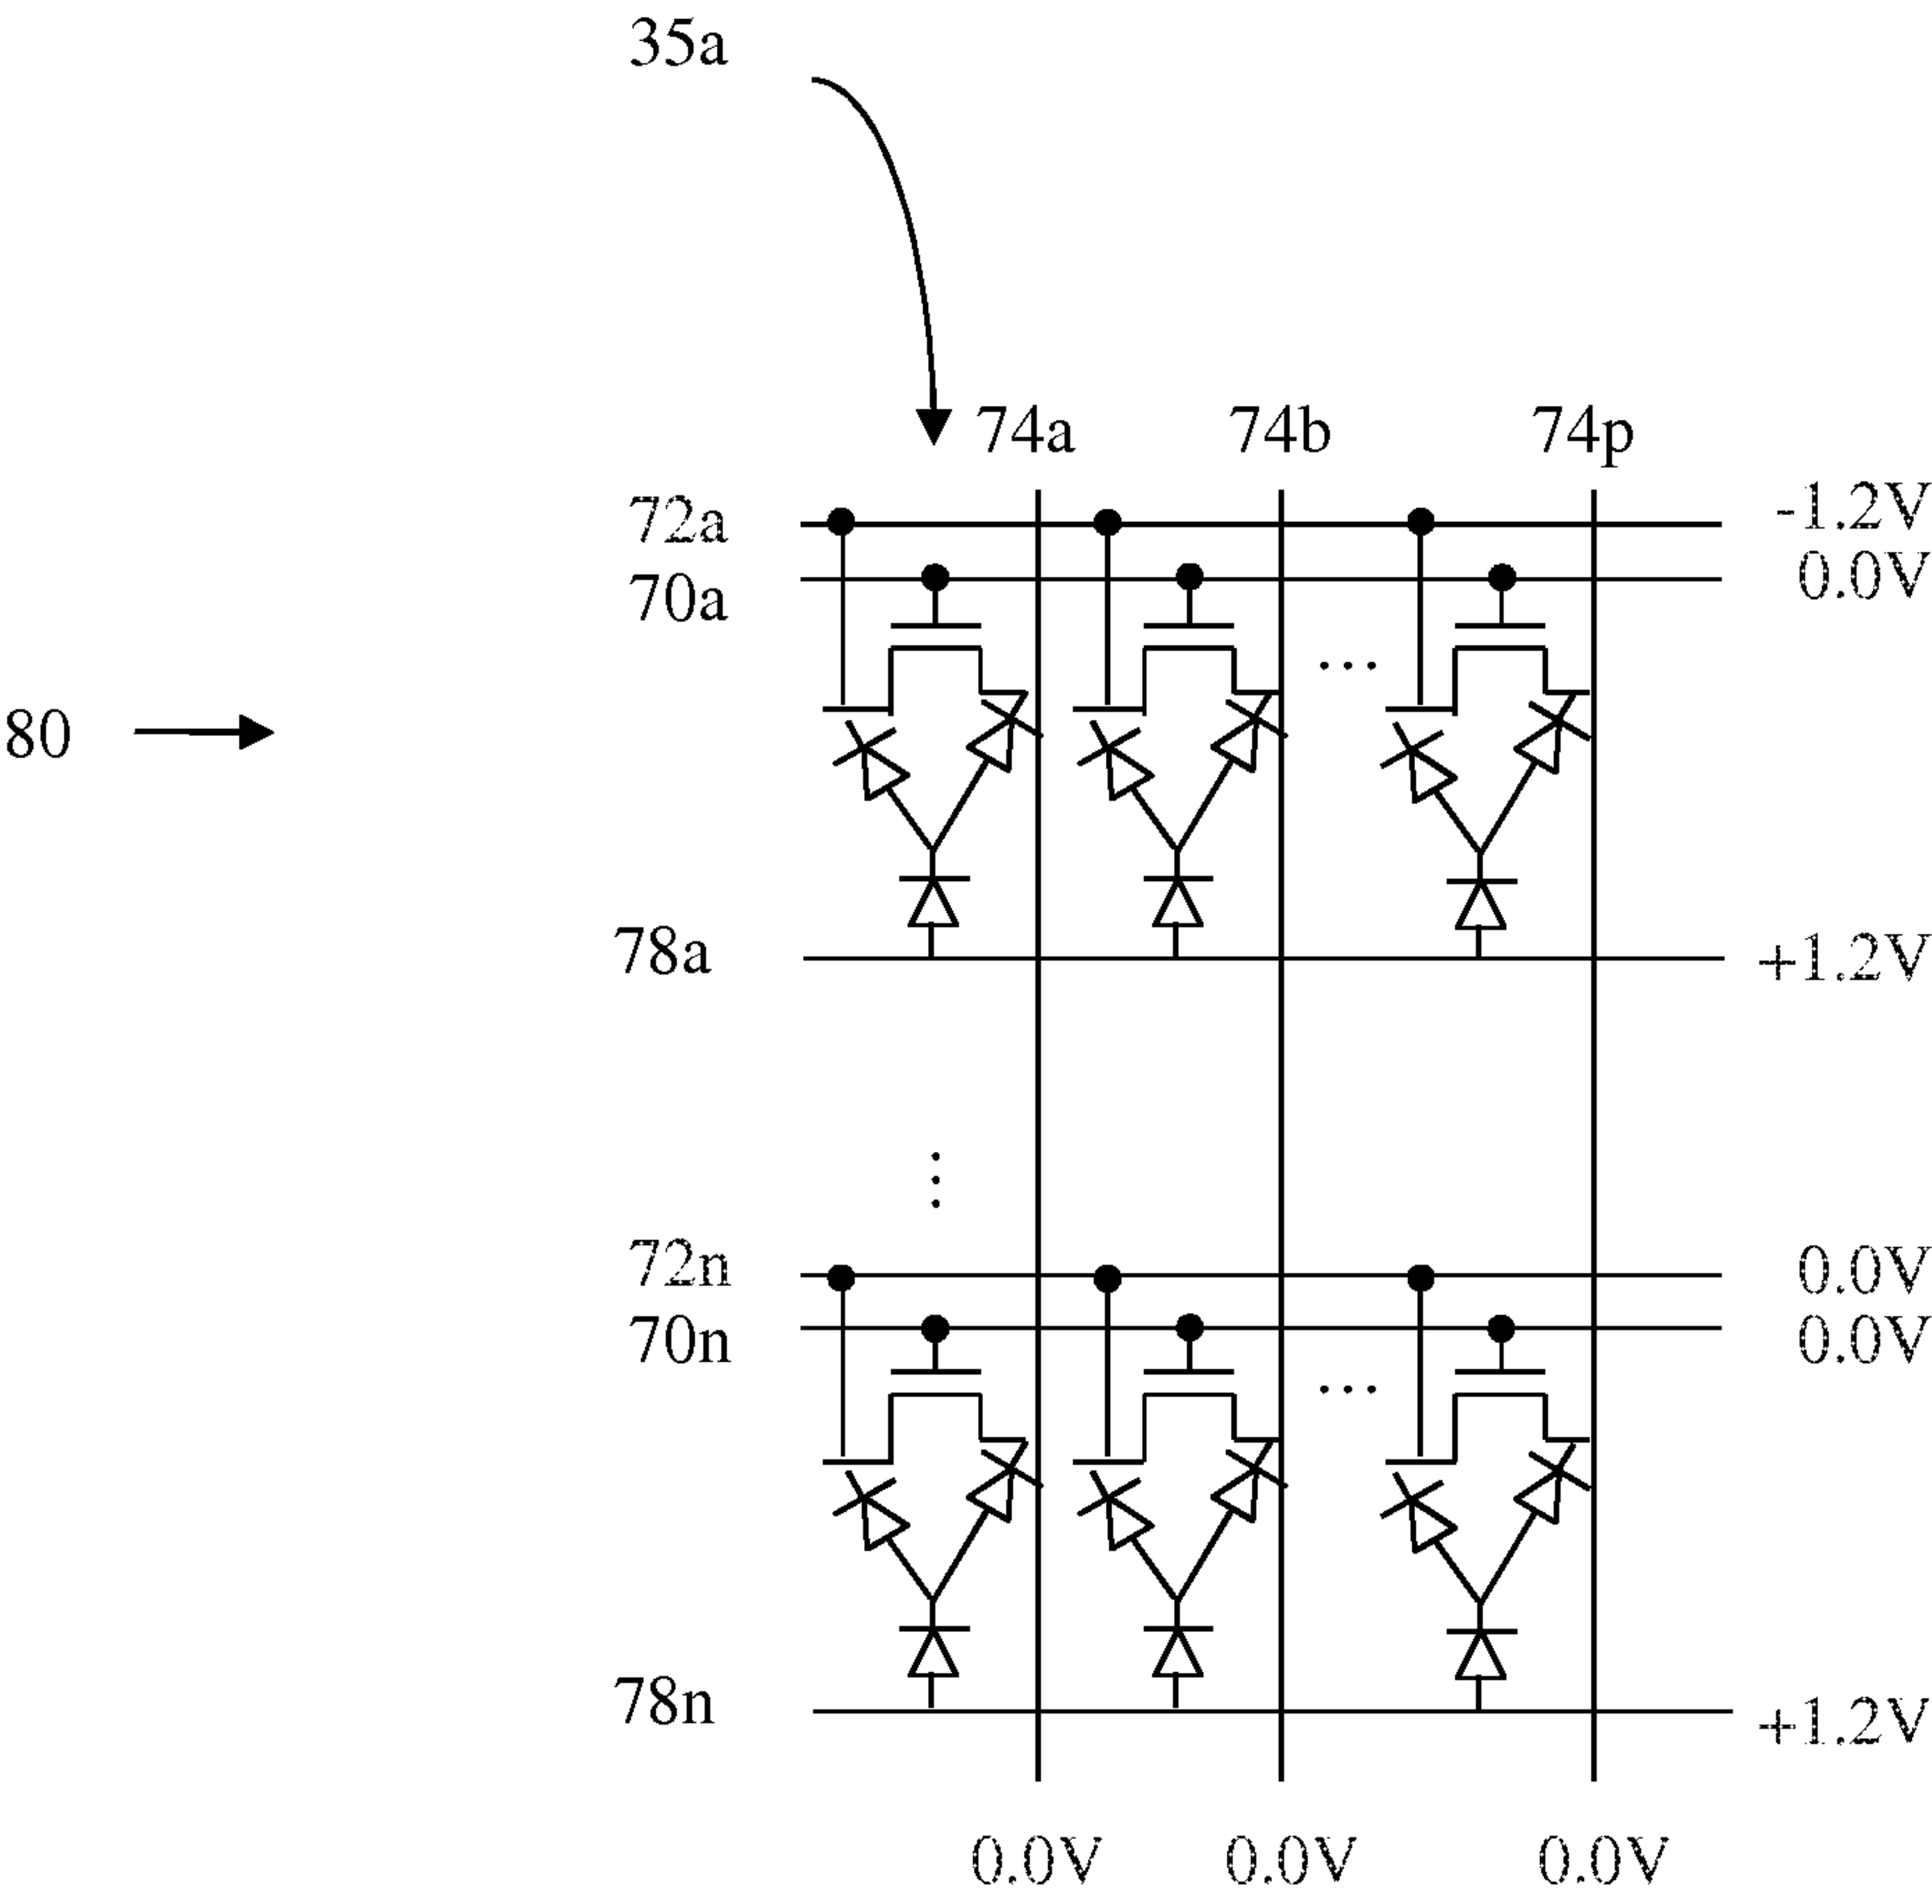 35a
74a 74b 74p
72a -1.2V
70a 0.0V
...
80
78a +1.2V
72n 0.0V
70n 0.0V
...
78n +1.2V
0.0V 0.0V 0.0V